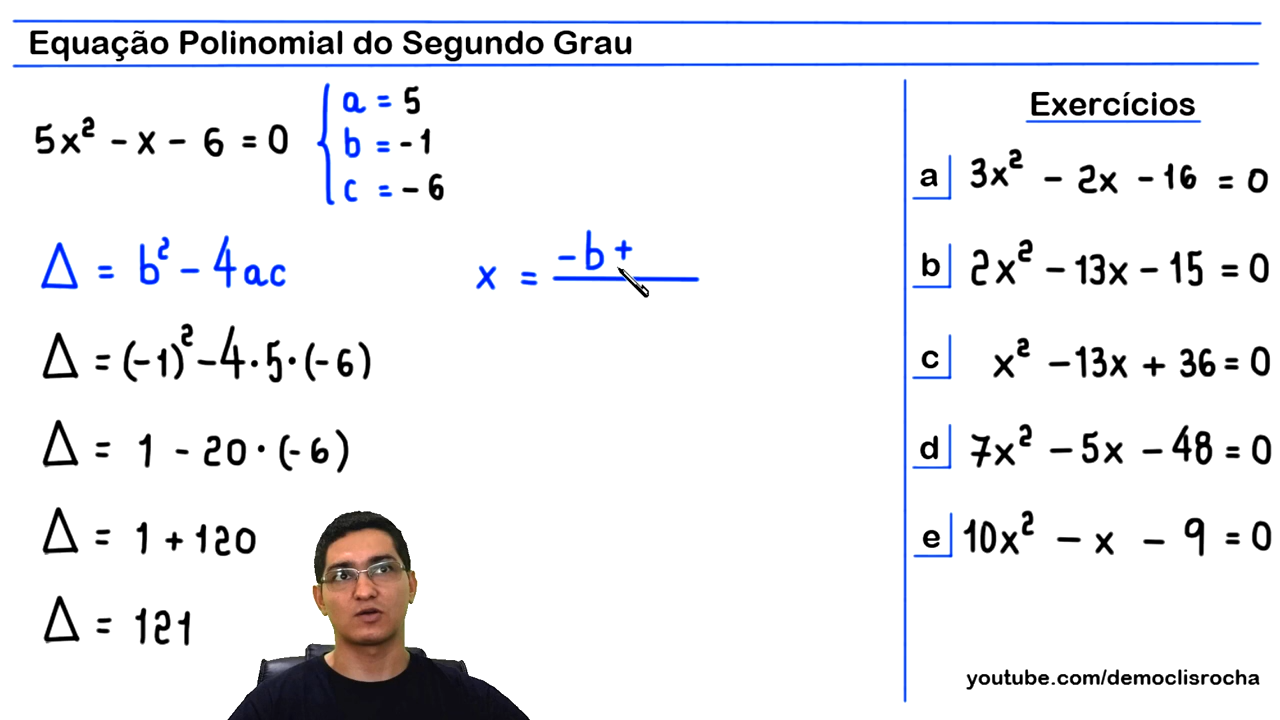 Equação Polinomial do Segundo Grau
5x² - x - 6 = 0
a = 5
b = -1
c = -6
Δ = b² - 4ac
x = -b +
Δ = (-1)² - 4·5·(-6)
Δ = 1 - 20·(-6)
Δ = 1 + 120
Δ = 121
Exercícios
a 3x² - 2x - 16 = 0
b 2x² - 13x - 15 = 0
c x² - 13x + 36 = 0
d 7x² - 5x - 48 = 0
e 10x² - x - 9 = 0
youtube.com/democlisrocha